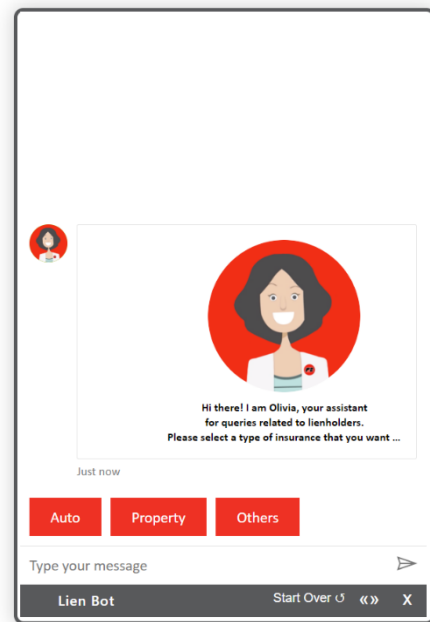 Hi there! I am Olivia, your assistant
for queries related to lienholders.
Please select a type of insurance that you want ...
Just now
Auto Property Others
Type your message
Lien Bot Start Over ↺ «» X